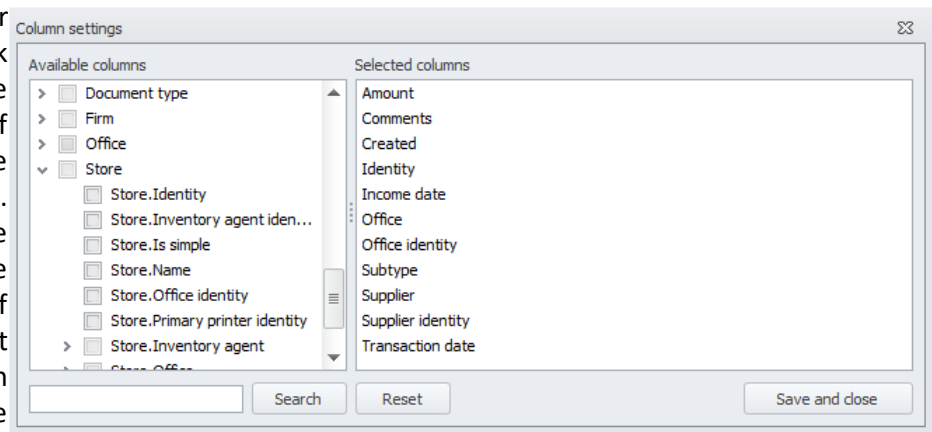 Column settings
Available columns
Selected columns
Document type
Firm
Office
Store
Store.Identity
Store.Inventory agent iden...
Store.Is simple
Store.Name
Store.Office identity
Store.Primary printer identity
Store.Inventory agent
Store.Office
Amount
Comments
Created
Identity
Income date
Office
Office identity
Subtype
Supplier
Supplier identity
Transaction date
Search
Reset
Save and close